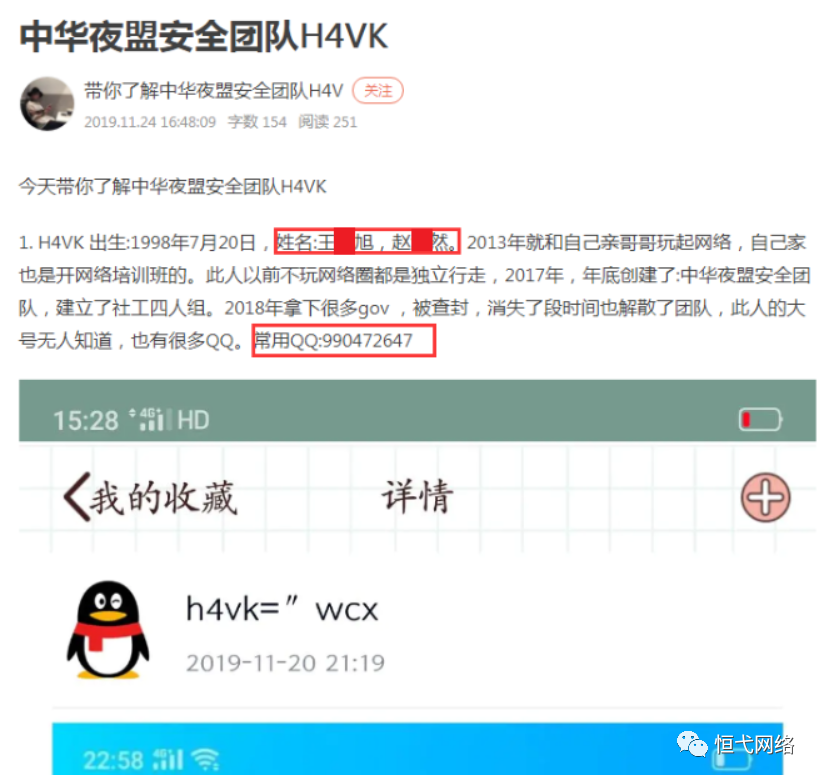 中华夜盟安全团队H4VK
带你了解中华夜盟安全团队H4V 关注
2019.11.24 16:48:09 字数 154 阅读 251
今天带你了解中华夜盟安全团队H4VK
1. H4VK 出生:1998年7月20日，姓名:王 旭，赵 然。2013年就和自己亲哥哥玩起网络，自己家
也是开网络培训班的。此人以前不玩网络圈都是独立行走，2017年，年底创建了:中华夜盟安全团
队，建立了社工四人组。2018年拿下很多gov ，被查封，消失了段时间也解散了团队，此人的大
号无人知道，也有很多QQ。常用QQ:990472647
15:28 4G HD
我的收藏 详情
h4vk=〃wcx
2019-11-20 21:19
22:58 4G
恒弋网络